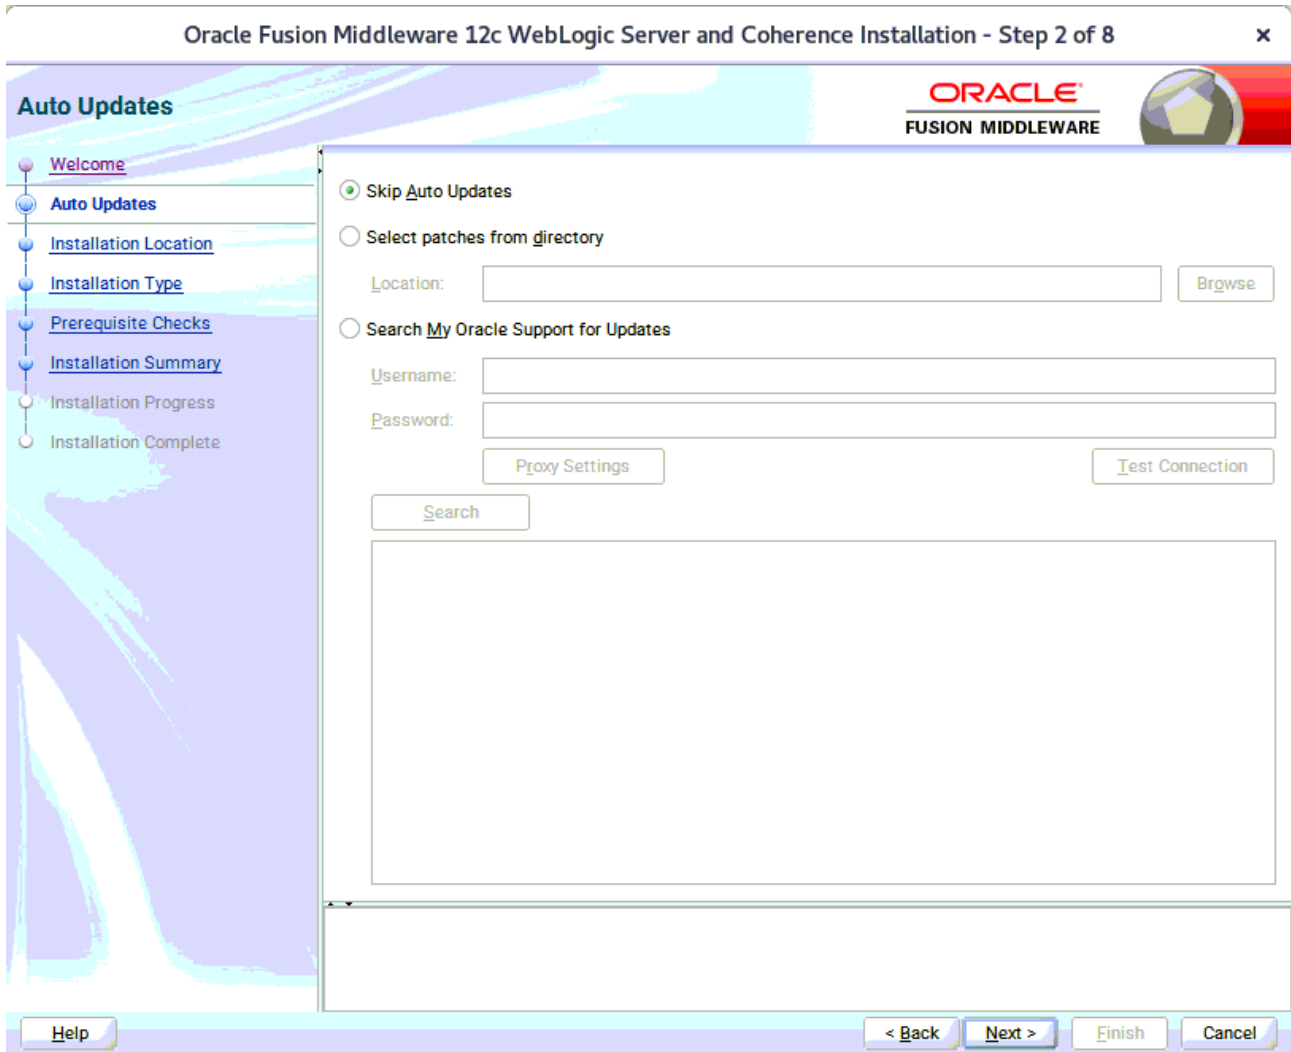 Oracle Fusion Middleware 12c WebLogic Server and Coherence Installation - Step 2 of 8
Auto Updates
ORACLE
FUSION MIDDLEWARE
Welcome
Auto Updates
Installation Location
Installation Type
Prerequisite Checks
Installation Summary
Installation Progress
Installation Complete
Skip Auto Updates
Select patches from directory
Location:
Browse
Search My Oracle Support for Updates
Username:
Password:
Proxy Settings
Test Connection
Search
Help
< Back
Next >
Finish
Cancel